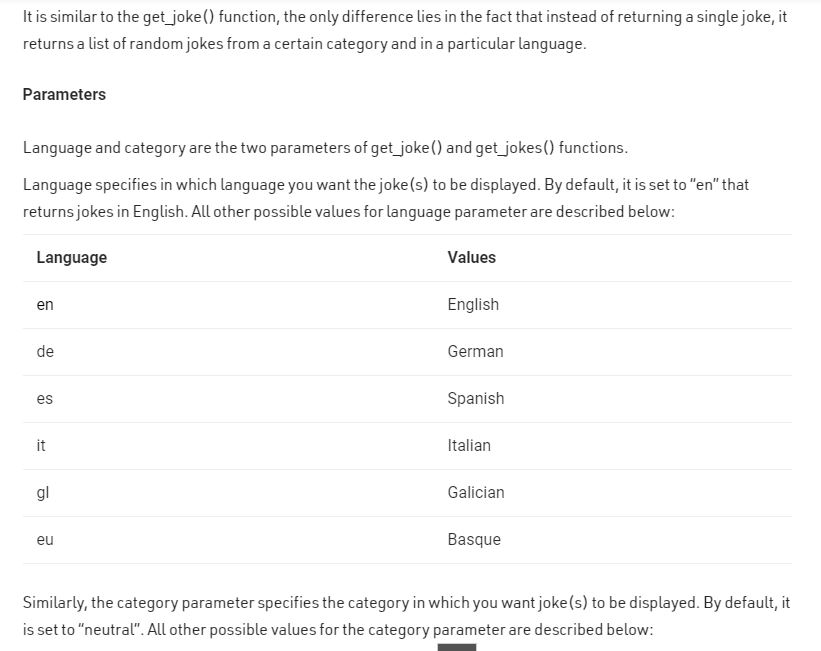 It is similar to the get_joke() function, the only difference lies in the fact that instead of returning a single joke, it
returns a list of random jokes from a certain category and in a particular language.
Parameters
Language and category are the two parameters of get_joke() and get_jokes() functions.
Language specifies in which language you want the joke(s) to be displayed. By default, it is set to “en” that
returns jokes in English. All other possible values for language parameter are described below:
Language Values
en English
de German
es Spanish
it Italian
gl Galician
eu Basque
Similarly, the category parameter specifies the category in which you want joke(s) to be displayed. By default, it
is set to “neutral”. All other possible values for the category parameter are described below: